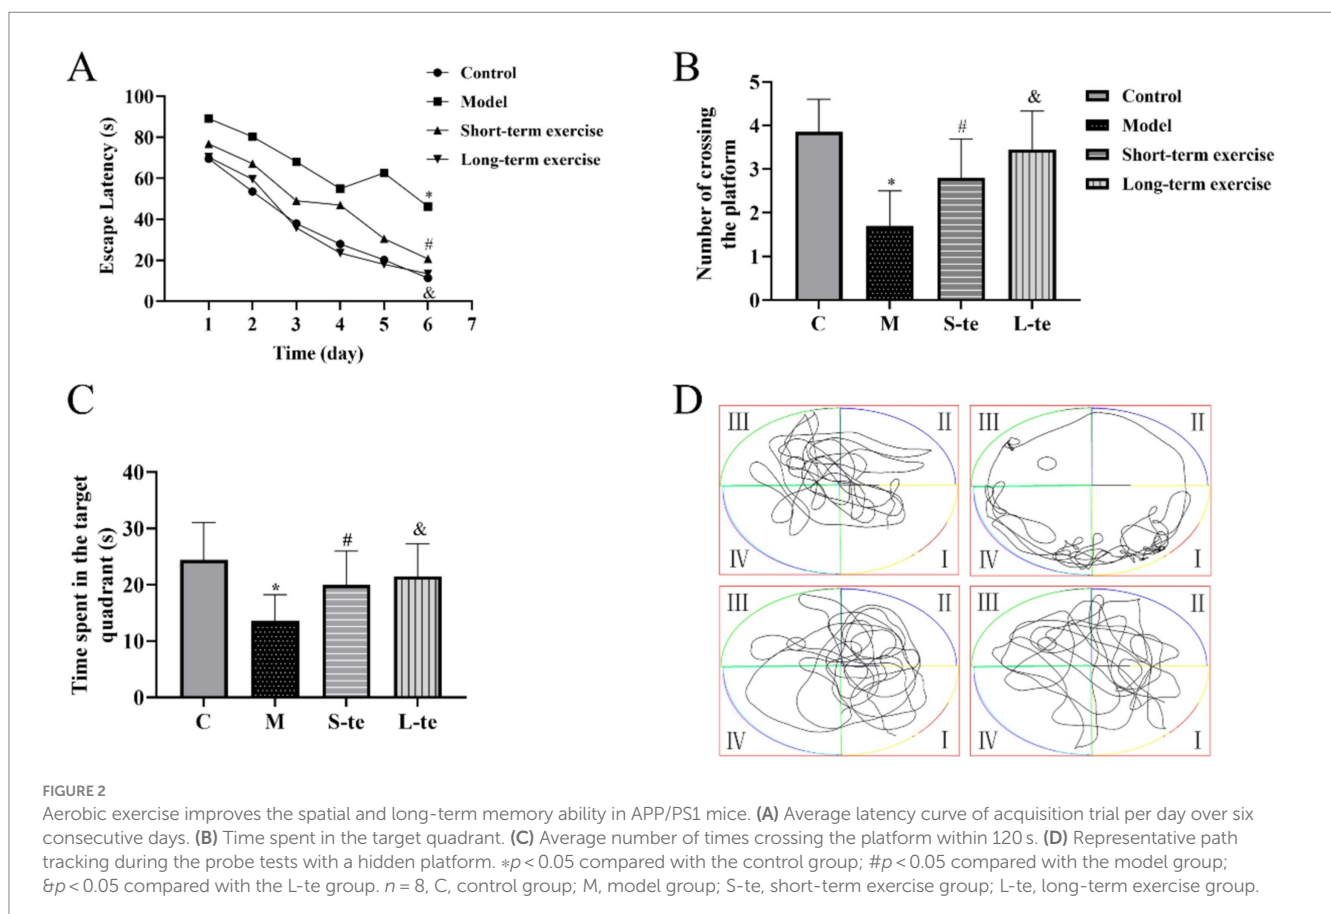 A
Control
Model
Short-term exercise
Long-term exercise
Escape Latency (s)
100
80
60
40
20
0
*
#
&
1 2 3 4 5 6 7
Time (day)
B
Number of crossing
the platform
5
4
3
2
1
0
*
#
&
C M S-te L-te
Control
Model
Short-term exercise
Long-term exercise
C
Time spent in the target
quadrant (s)
40
30
20
10
0
*
#
&
C M S-te L-te
D
III II
IV I
III II
IV I
III II
IV I
III II
IV I
FIGURE 2
Aerobic exercise improves the spatial and long-term memory ability in APP/PS1 mice. (A) Average latency curve of acquisition trial per day over six
consecutive days. (B) Time spent in the target quadrant. (C) Average number of times crossing the platform within 120 s. (D) Representative path
tracking during the probe tests with a hidden platform. *p < 0.05 compared with the control group; #p < 0.05 compared with the model group;
&p < 0.05 compared with the L-te group. n = 8, C, control group; M, model group; S-te, short-term exercise group; L-te, long-term exercise group.